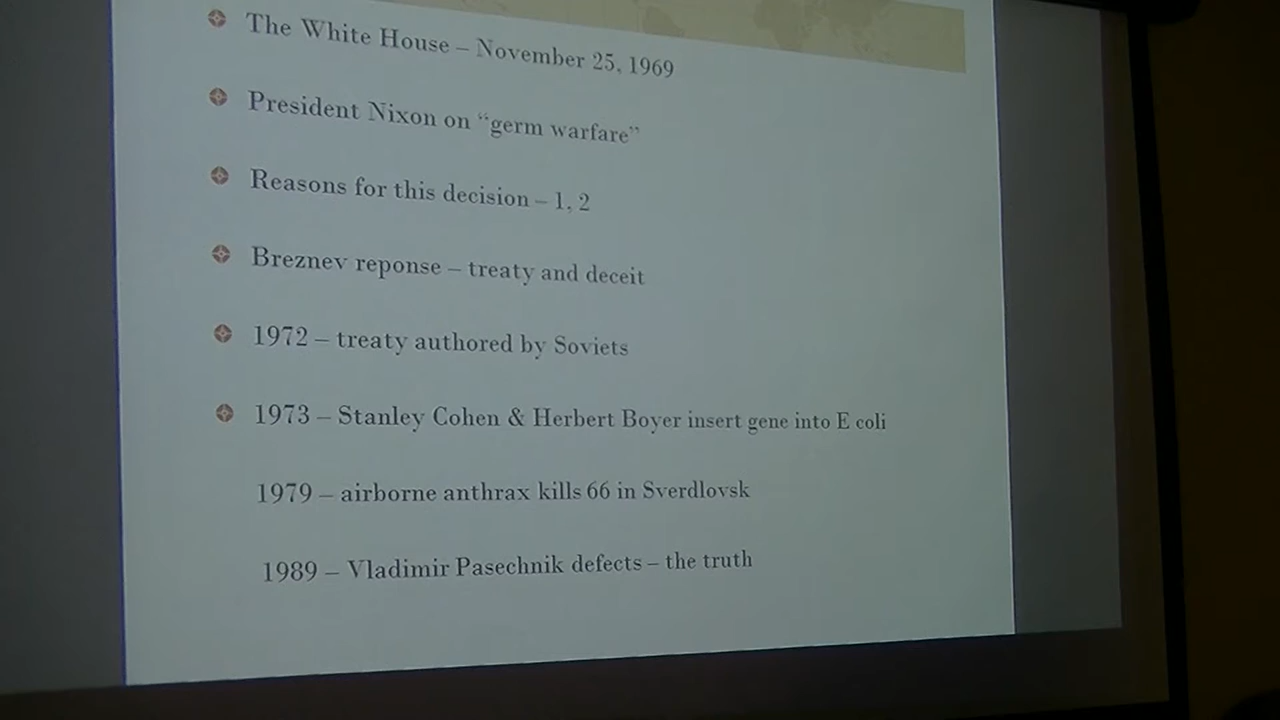 The White House – November 25, 1969
President Nixon on “germ warfare”
Reasons for this decision – 1, 2
Breznev reponse – treaty and deceit
1972 – treaty authored by Soviets
1973 – Stanley Cohen & Herbert Boyer insert gene into E coli
1979 – airborne anthrax kills 66 in Sverdlovsk
1989 – Vladimir Pasechnik defects – the truth